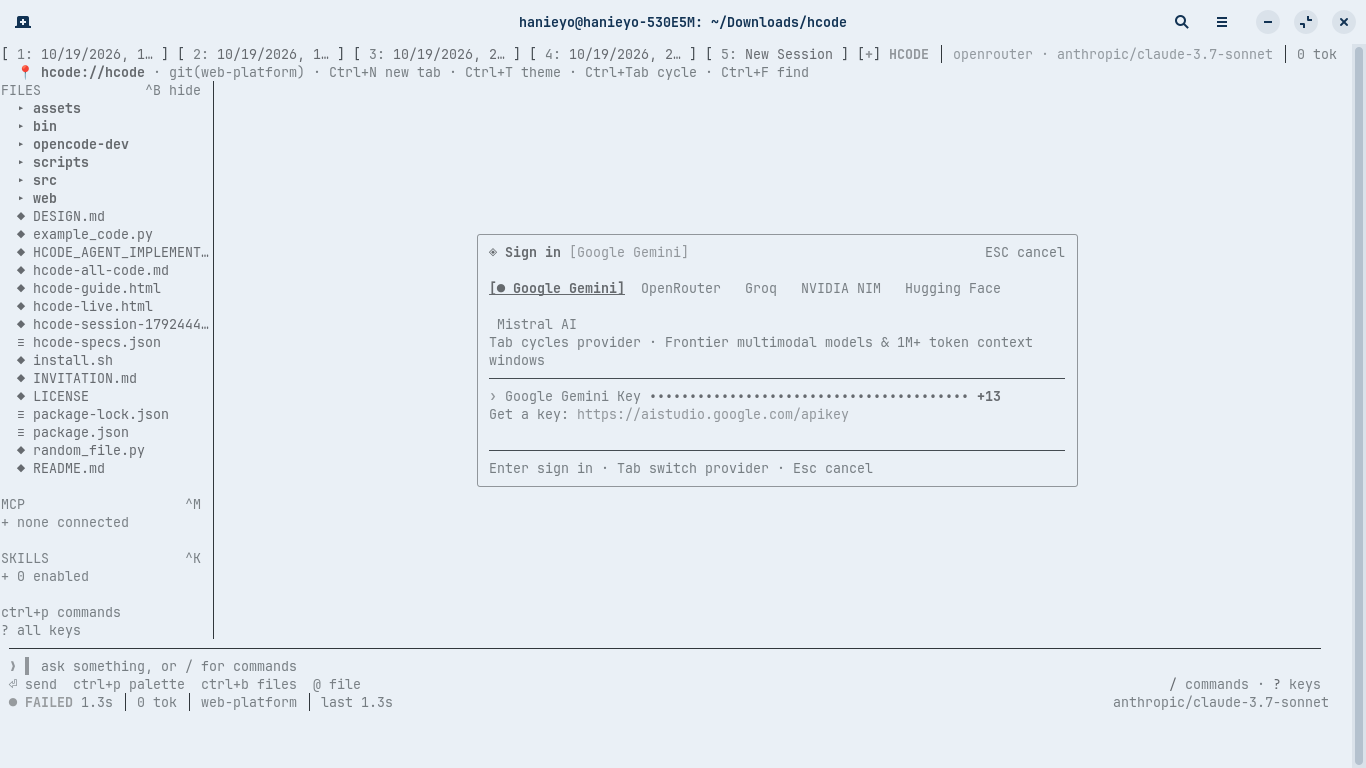 hanieyo@hanieyo-530E5M: ~/Downloads/hcode
[ 1: 10/19/2026, 1… ] [ 2: 10/19/2026, 1… ] [ 3: 10/19/2026, 2… ] [ 4: 10/19/2026, 2… ] [ 5: New Session ] [+] HCODE │ openrouter · anthropic/claude-3.7-sonnet │ 0 tok
📍 hcode://hcode · git(web-platform) · Ctrl+N new tab · Ctrl+T theme · Ctrl+Tab cycle · Ctrl+F find
FILES ^B hide
▸ assets
▸ bin
▸ opencode-dev
▸ scripts
▸ src
▸ web
◆ DESIGN.md
◆ example_code.py
◆ HCODE_AGENT_IMPLEMENT…
◆ hcode-all-code.md
◆ hcode-guide.html
◆ hcode-live.html
◆ hcode-session-1792444…
≡ hcode-specs.json
◆ install.sh
◆ INVITATION.md
◆ LICENSE
≡ package-lock.json
≡ package.json
◆ random_file.py
◆ README.md
MCP ^M
+ none connected
SKILLS ^K
+ 0 enabled
ctrl+p commands
? all keys
◈ Sign in [Google Gemini] ESC cancel
[● Google Gemini] OpenRouter Groq NVIDIA NIM Hugging Face
Mistral AI
Tab cycles provider · Frontier multimodal models & 1M+ token context
windows
› Google Gemini Key •••••••••••••••••••••••••••••••••••••••• +13
Get a key: https://aistudio.google.com/apikey
Enter sign in · Tab switch provider · Esc cancel
❯ ask something, or / for commands
⏎ send ctrl+p palette ctrl+b files @ file / commands · ? keys
● FAILED 1.3s │ 0 tok │ web-platform │ last 1.3s anthropic/claude-3.7-sonnet